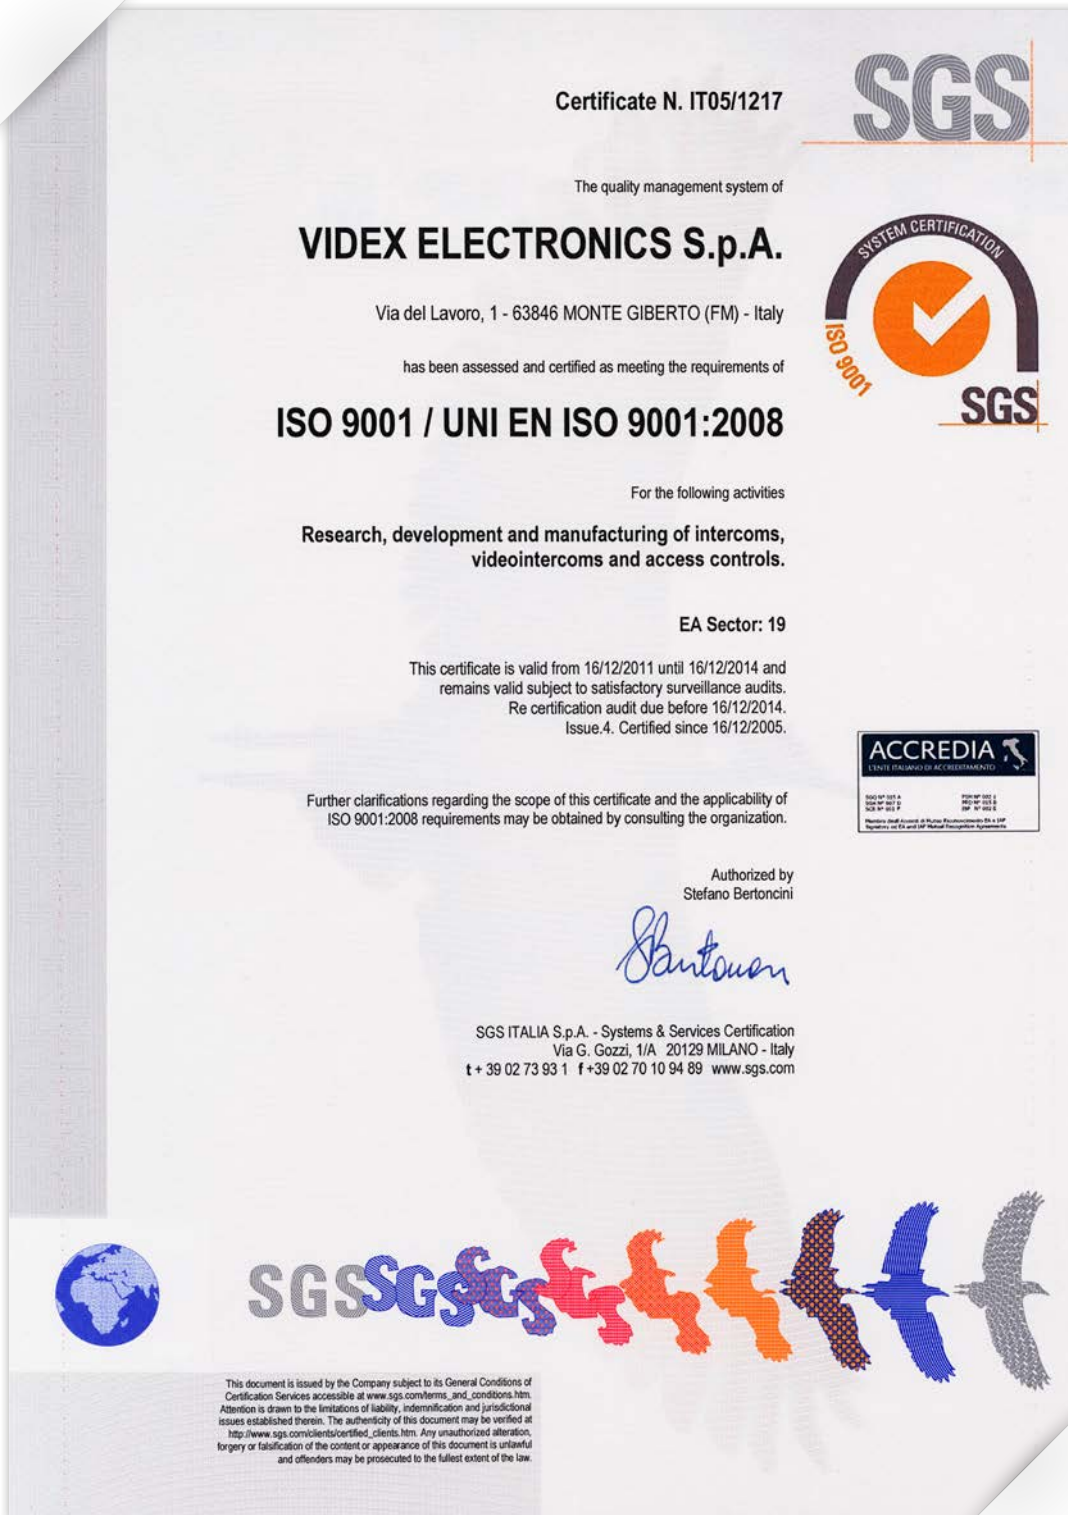 SGS
Certificate N. IT05/1217
The quality management system of
VIDEX ELECTRONICS S.p.A.
SYSTEM CERTIFICATION
ISO 9001
SGS
Via del Lavoro, 1 - 63846 MONTE GIBERTO (FM) - Italy
has been assessed and certified as meeting the requirements of
ISO 9001 / UNI EN ISO 9001:2008
For the following activities
Research, development and manufacturing of intercoms,
videointercoms and access controls.
EA Sector: 19
This certificate is valid from 16/12/2011 until 16/12/2014 and
remains valid subject to satisfactory surveillance audits.
Re certification audit due before 16/12/2014.
Issue.4. Certified since 16/12/2005.
ACCREDIA
L'ENTE ITALIANO DI ACCREDITAMENTO
Further clarifications regarding the scope of this certificate and the applicability of
ISO 9001:2008 requirements may be obtained by consulting the organization.
Authorized by
Stefano Bertoncini
SGS ITALIA S.p.A. - Systems & Services Certification
Via G. Gozzi, 1/A 20129 MILANO - Italy
t + 39 02 73 93 1 f +39 02 70 10 94 89 www.sgs.com
SGS SGS SGS
This document is issued by the Company subject to its General Conditions of
Certification Services accessible at www.sgs.com/terms_and_conditions.htm.
Attention is drawn to the limitations of liability, indemnification and jurisdictional
issues established therein. The authenticity of this document may be verified at
http://www.sgs.com/clients/certified_clients.htm. Any unauthorized alteration,
forgery or falsification of the content or appearance of this document is unlawful
and offenders may be prosecuted to the fullest extent of the law.